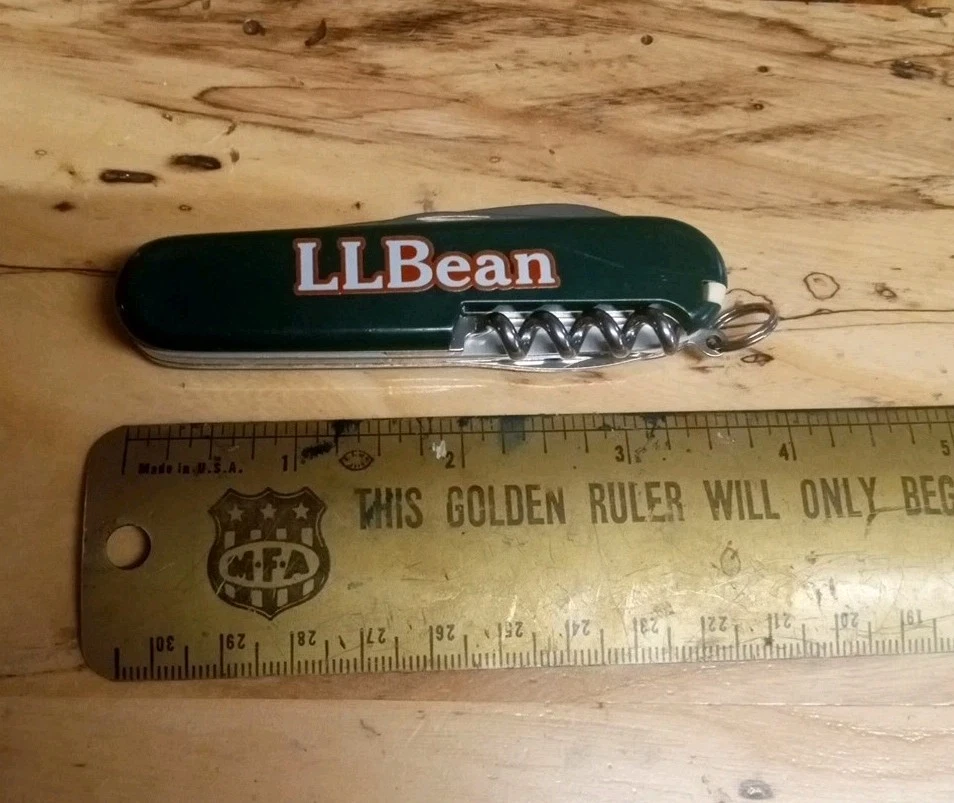 LLBean
1 2 3 4 5
Made in U.S.A.
THIS GOLDEN RULER WILL ONLY BEG
M·F·A
30 29 28 27 26 25 24 23 22 21 20 19